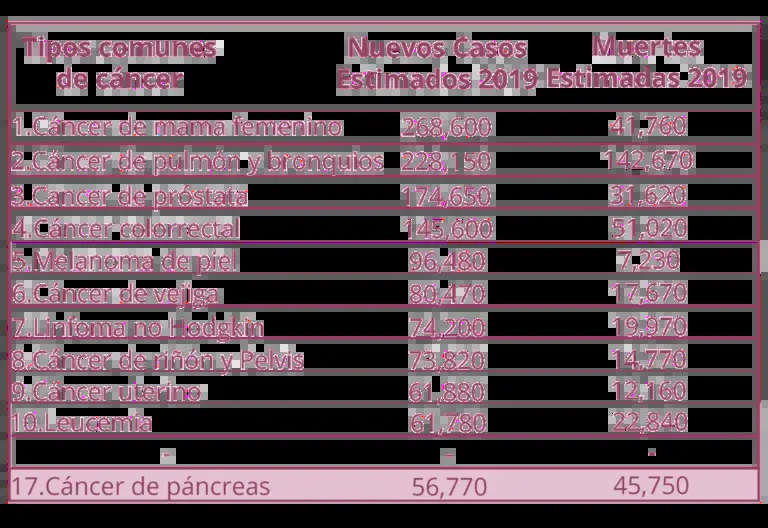 Tipos comunes de cáncer Nuevos Casos Estimados 2019 Muertes Estimadas 2019
1.Cáncer de mama femenino 268,600 41,760
2.Cáncer de pulmón y bronquios 228,150 142,670
3.Cancer de próstata 174,650 31,620
4.Cáncer colorrectal 145,600 51,020
5.Melanoma de piel 96,480 7,230
6.Cáncer de vejiga 80,470 17,670
7.Linfoma no Hodgkin 74,200 19,970
8.Cáncer de riñón y Pelvis 73,820 14,770
9.Cáncer uterino 61,880 12,160
10.Leucemia 61,780 22,840
- - -
17.Cáncer de páncreas 56,770 45,750